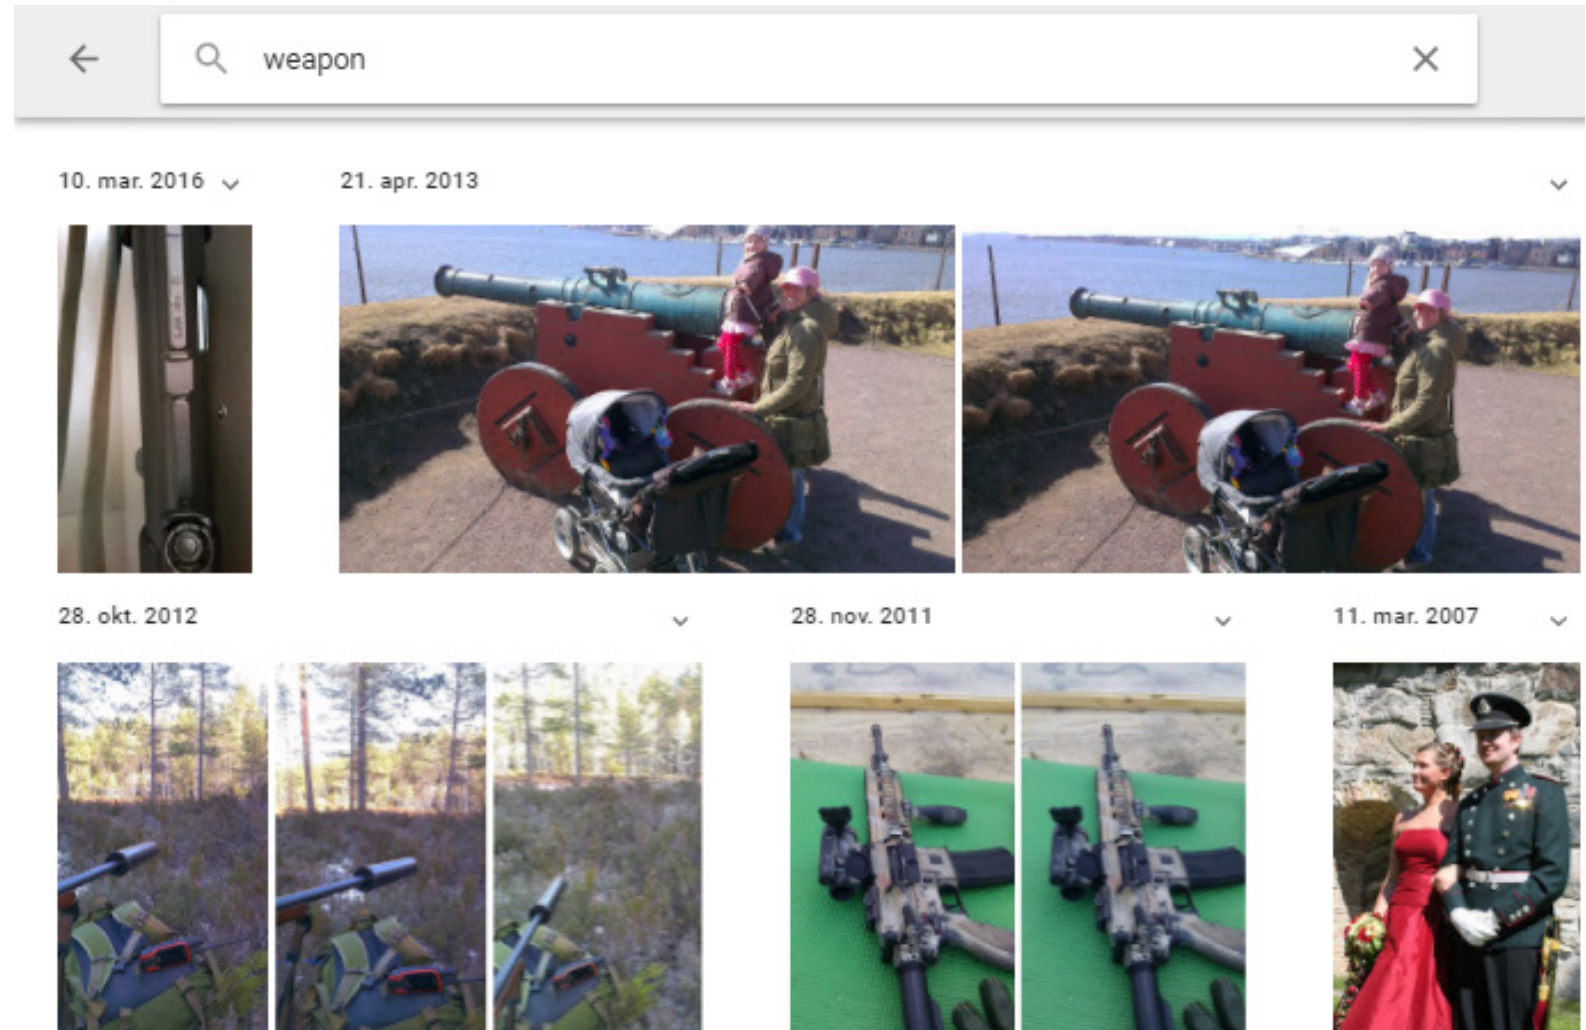 weapon
10. mar. 2016
21. apr. 2013
28. okt. 2012
28. nov. 2011
11. mar. 2007